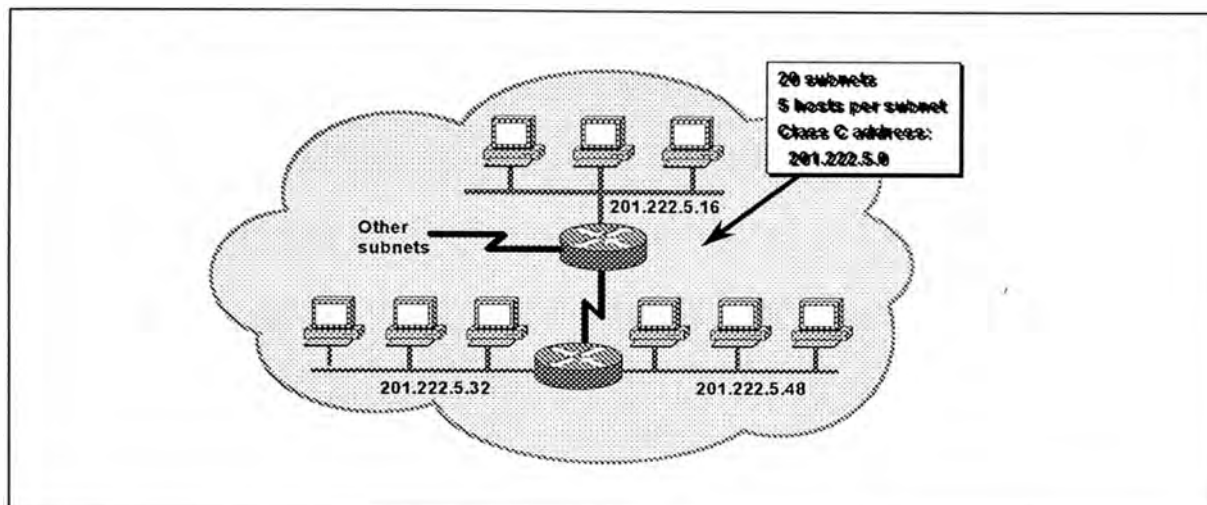 20 subnets
5 hosts per subnet
Class C address:
201.222.5.0
201.222.5.16
Other
subnets
201.222.5.32
201.222.5.48